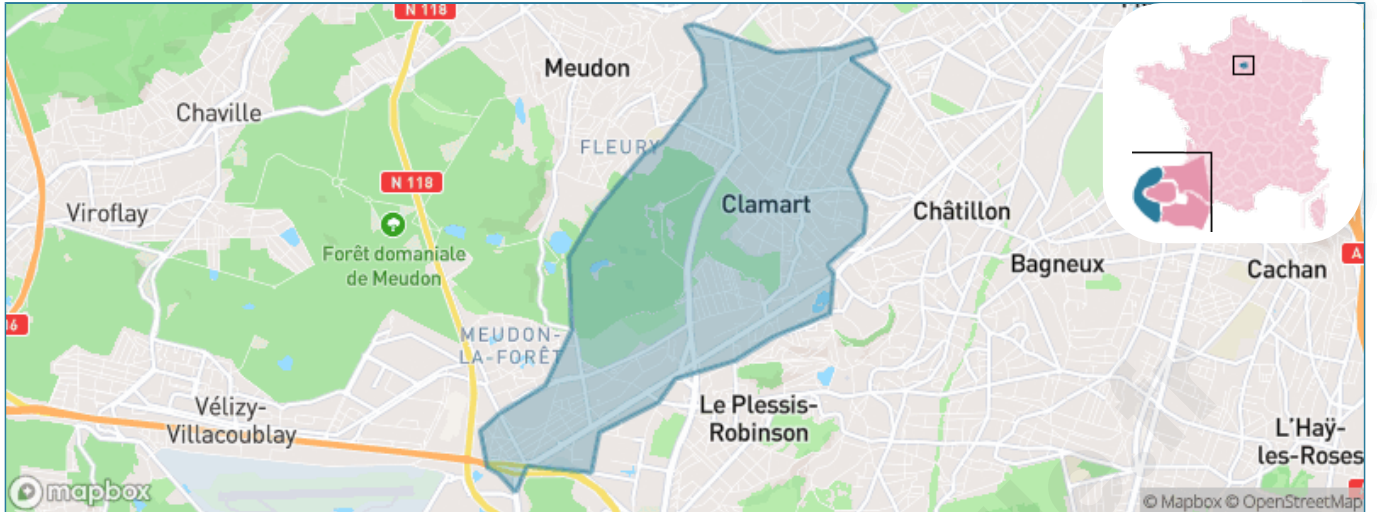 N 118
Meudon
Chaville
FLEURY
N 118
Viroflay
Clamart
Châtillon
Forêt domaniale
de Meudon
Bagneux
Cachan
A
16
MEUDON-
LA-FORÊT
Vélizy-
Villacoublay
Le Plessis-
Robinson
L'Haÿ-
les-Roses
mapbox
© Mapbox © OpenStreetMap